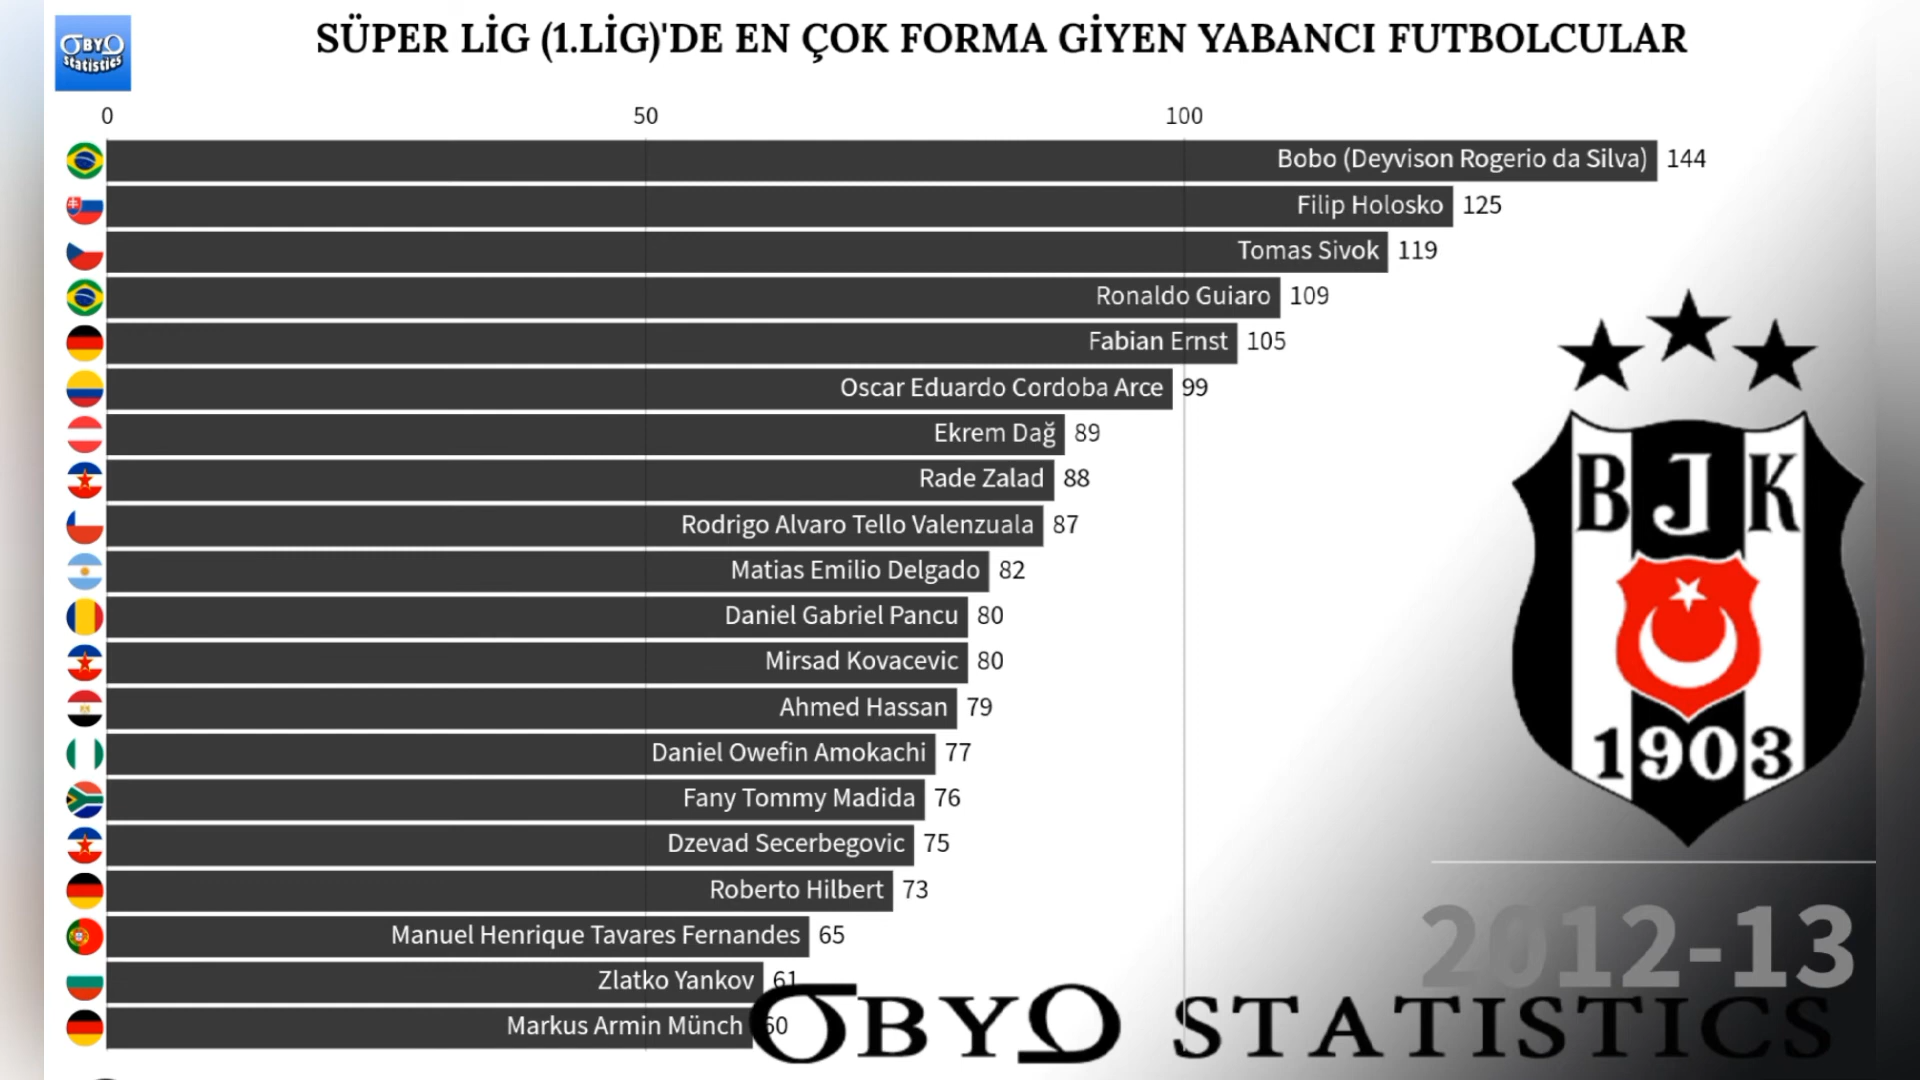 ꝹBYꝹ
statistics
SÜPER LİG (1.LİG)'DE EN ÇOK FORMA GİYEN YABANCI FUTBOLCULAR
0 50 100
Bobo (Deyvison Rogerio da Silva) 144
Filip Holosko 125
Tomas Sivok 119
Ronaldo Guiaro 109
Fabian Ernst 105
Oscar Eduardo Cordoba Arce 99
Ekrem Dağ 89
Rade Zalad 88
Rodrigo Alvaro Tello Valenzuala 87
Matias Emilio Delgado 82
Daniel Gabriel Pancu 80
Mirsad Kovacevic 80
Ahmed Hassan 79
Daniel Owefin Amokachi 77
Fany Tommy Madida 76
Dzevad Secerbegovic 75
Roberto Hilbert 73
Manuel Henrique Tavares Fernandes 65
Zlatko Yankov 61
Markus Armin Münch 60
BJK
1903
2012-13
OBYO STATISTICS